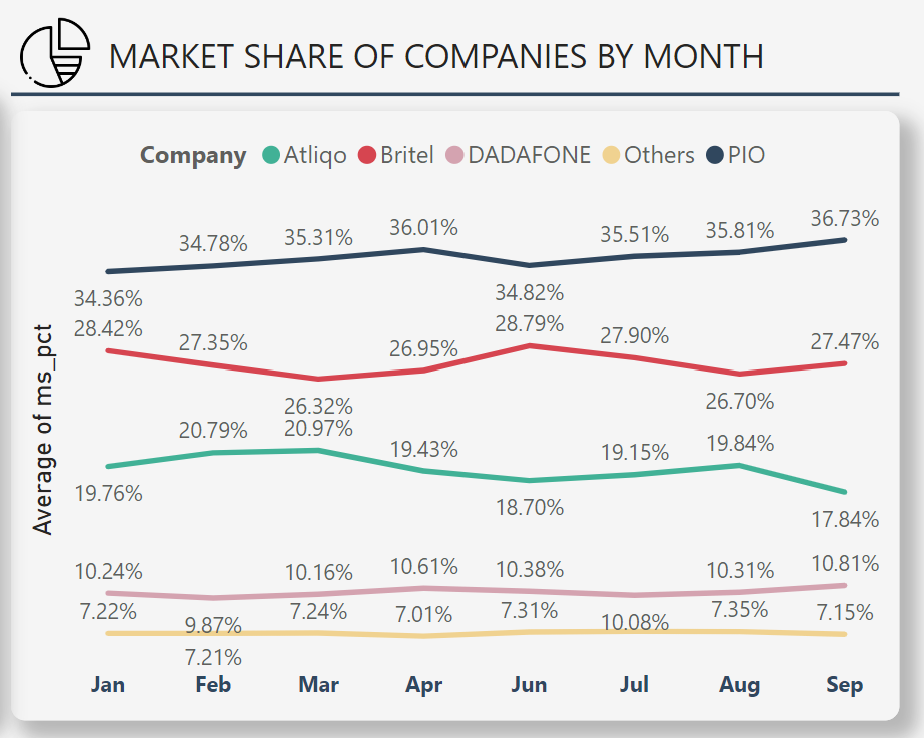 MARKET SHARE OF COMPANIES BY MONTH
Company Atliqo Britel DADAFONE Others PIO
Average of ms_pct
34.36% 34.78% 35.31% 36.01% 34.82% 35.51% 35.81% 36.73%
28.42% 27.35% 26.32% 26.95% 28.79% 27.90% 26.70% 27.47%
19.76% 20.79% 20.97% 19.43% 18.70% 19.15% 19.84% 17.84%
10.24% 9.87% 10.16% 10.61% 10.38% 10.08% 10.31% 10.81%
7.22% 7.21% 7.24% 7.01% 7.31% 7.35% 7.15%
Jan Feb Mar Apr Jun Jul Aug Sep